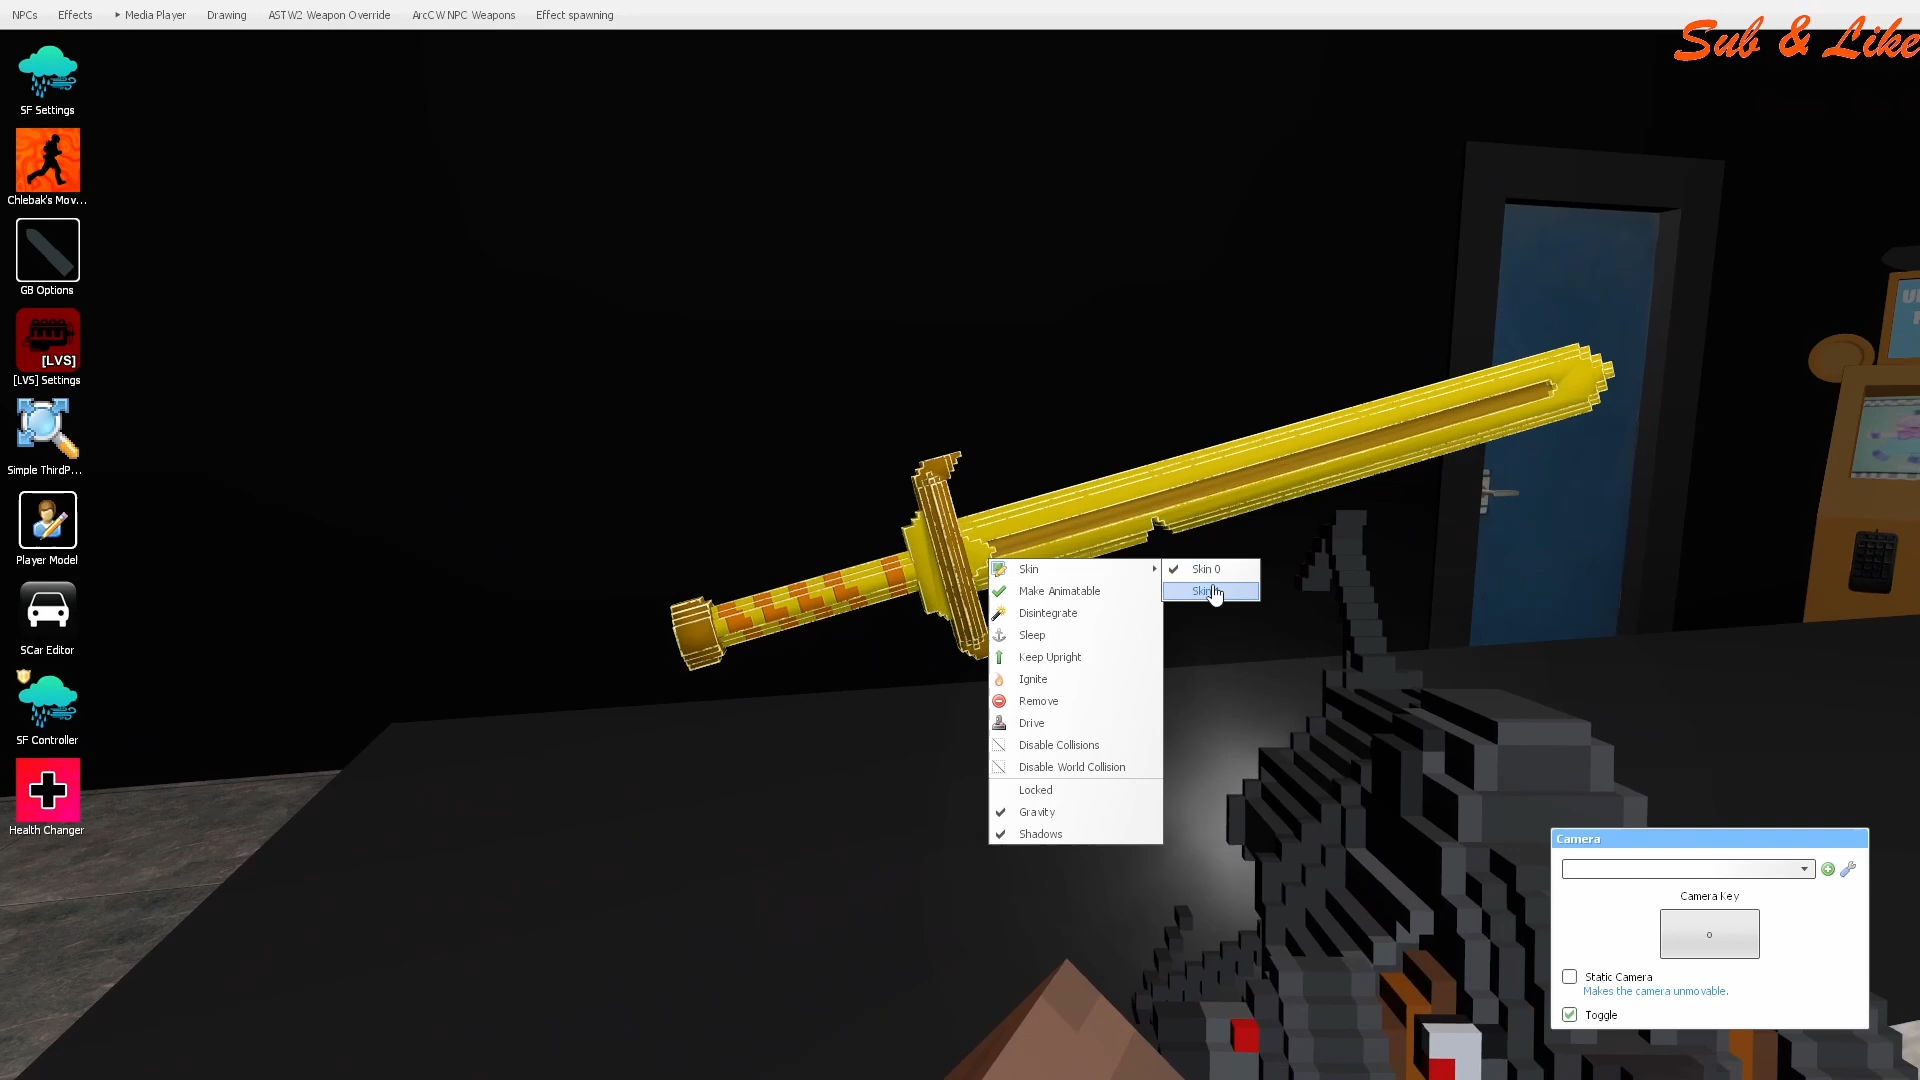 NPCs Effects Media Player Drawing ASTW2 Weapon Override ArcCW NPC Weapons Effect spawning
Sub & Like
SF Settings
Chlebak's Mov...
GB Options
[LVS]
[LVS] Settings
Simple ThirdP...
Player Model
SCar Editor
SF Controller
Health Changer
Skin
Make Animatable
Disintegrate
Sleep
Keep Upright
Ignite
Remove
Drive
Disable Collisions
Disable World Collision
Locked
Gravity
Shadows
Skin 0
Skin
Camera
Camera Key
0
Static Camera
Makes the camera unmovable.
Toggle